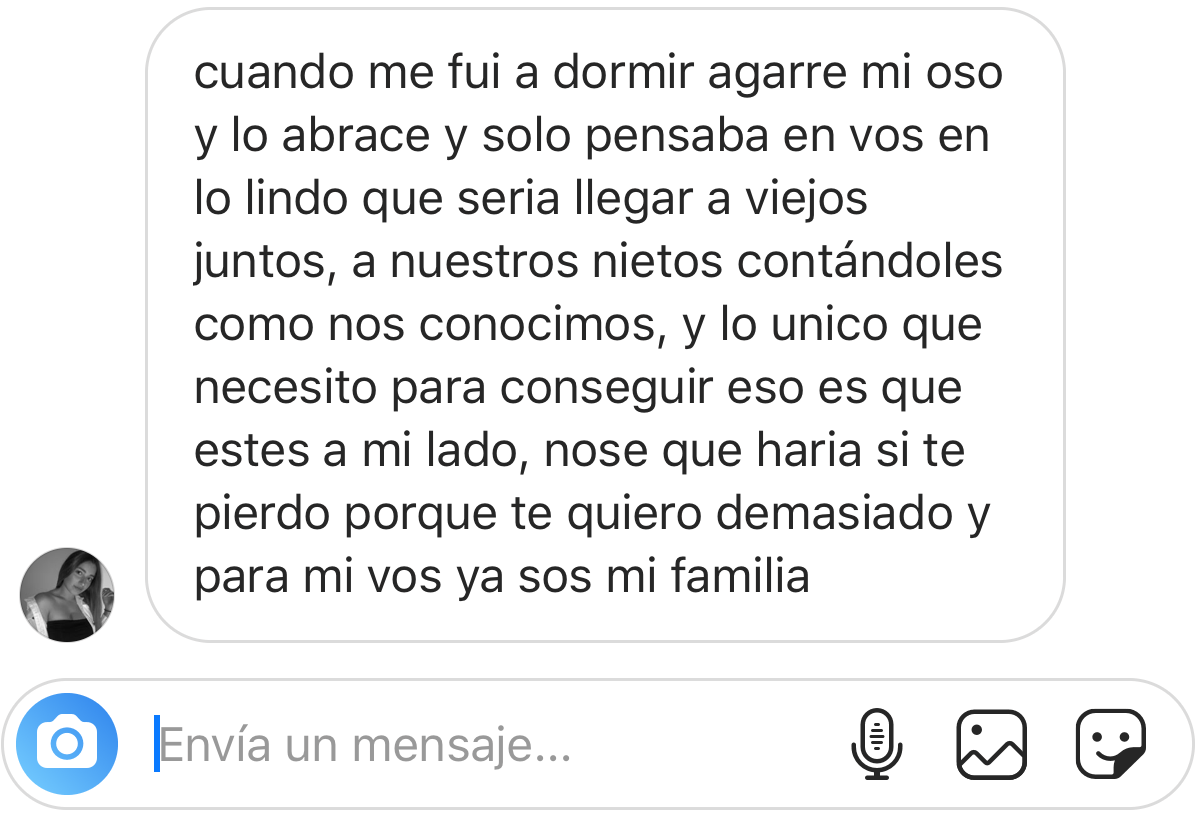 cuando me fui a dormir agarre mi oso
y lo abrace y solo pensaba en vos en
lo lindo que seria llegar a viejos
juntos, a nuestros nietos contándoles
como nos conocimos, y lo unico que
necesito para conseguir eso es que
estes a mi lado, nose que haria si te
pierdo porque te quiero demasiado y
para mi vos ya sos mi familia
Envía un mensaje...